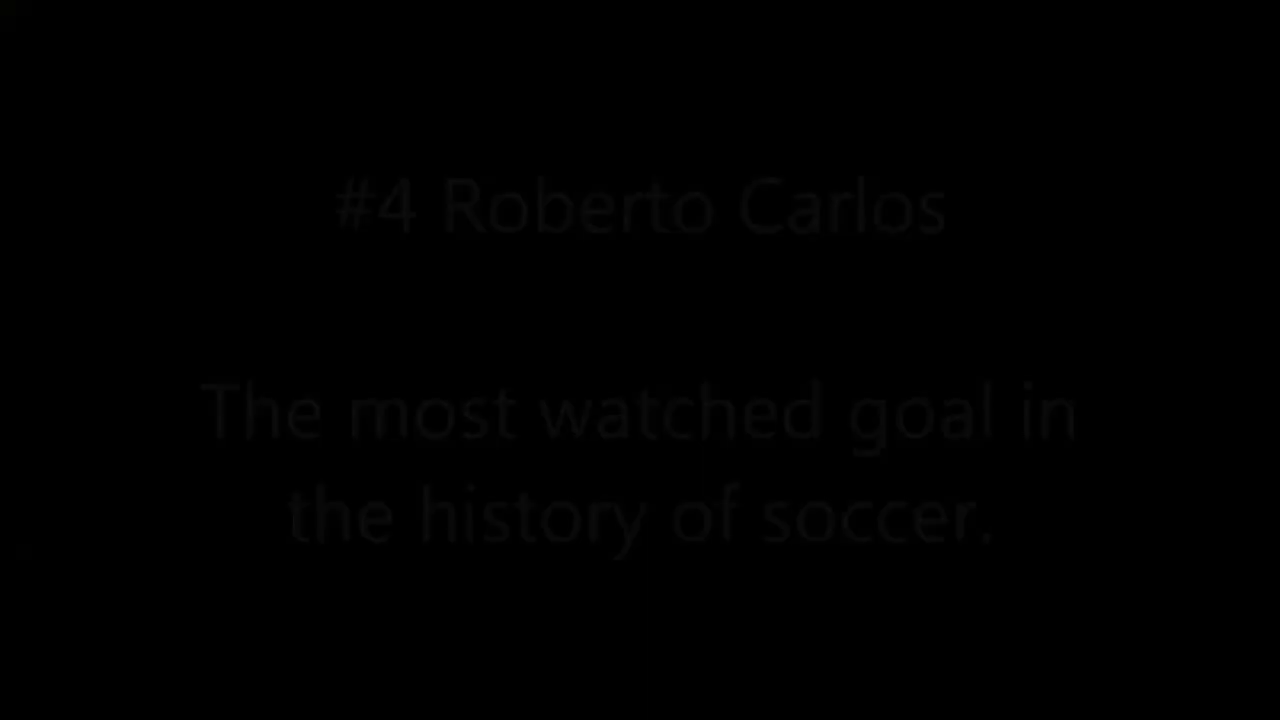 #4 Roberto Carlos
The most watched goal in
the history of soccer.